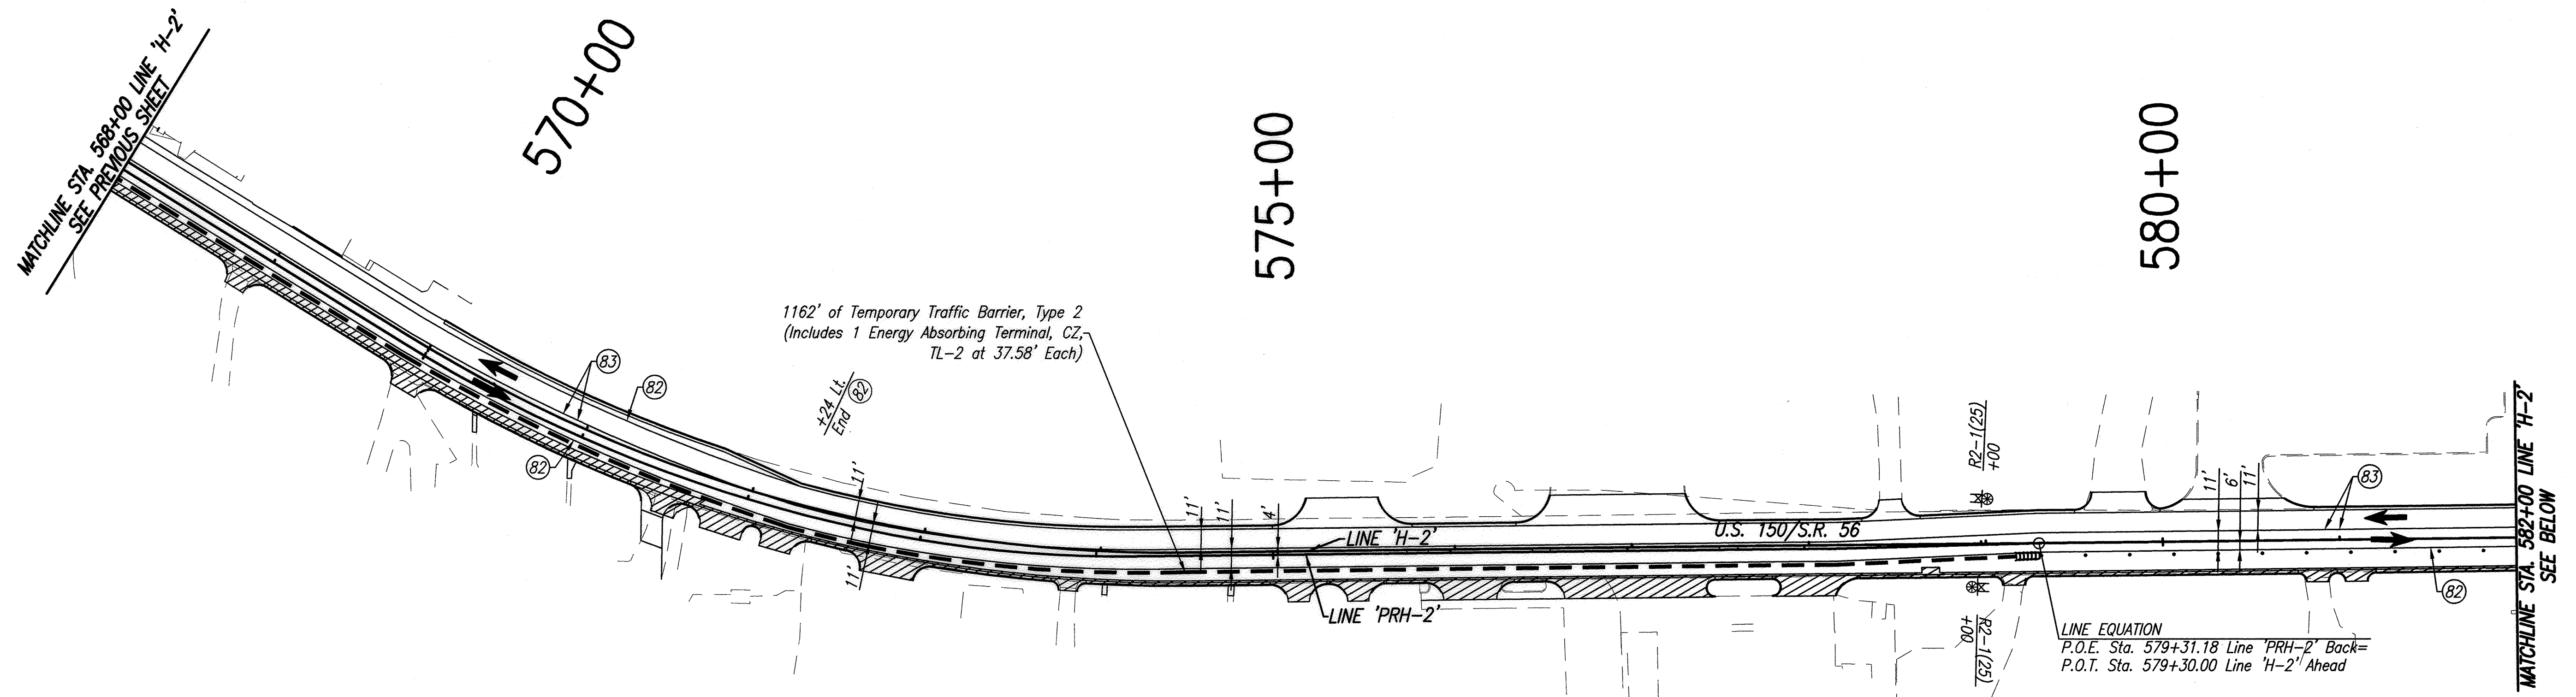 MATCHLINE STA. 568+00 LINE 'H-2'
SEE PREVIOUS SHEET
570+00
575+00
580+00
1162' of Temporary Traffic Barrier, Type 2
(Includes 1 Energy Absorbing Terminal, CZ,
TL-2 at 37.58' Each)
83
82
82
+24 Lt.
End 82
11'
11'
11'
11'
4'
LINE 'H-2'
LINE 'PRH-2'
U.S. 150/S.R. 56
R2-1(25)
+00
R2-1(25)
+00
11'
6'
11'
83
82
LINE EQUATION
P.O.E. Sta. 579+31.18 Line 'PRH-2' Back=
P.O.T. Sta. 579+30.00 Line 'H-2' Ahead
MATCHLINE STA. 582+00 LINE 'H-2'
SEE BELOW